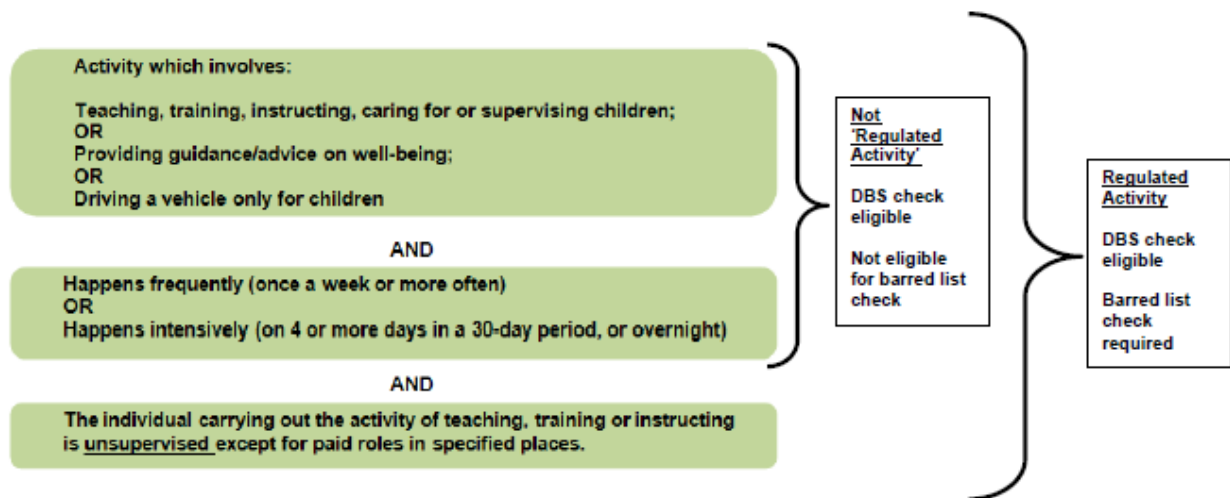 Activity which involves:
Teaching, training, instructing, caring for or supervising children;
OR
Providing guidance/advice on well-being;
OR
Driving a vehicle only for children
AND
Happens frequently (once a week or more often)
OR
Happens intensively (on 4 or more days in a 30-day period, or overnight)
AND
The individual carrying out the activity of teaching, training or instructing
is unsupervised except for paid roles in specified places.
Not
'Regulated
Activity'
DBS check
eligible
Not eligible
for barred list
check
Regulated
Activity
DBS check
eligible
Barred list
check
required